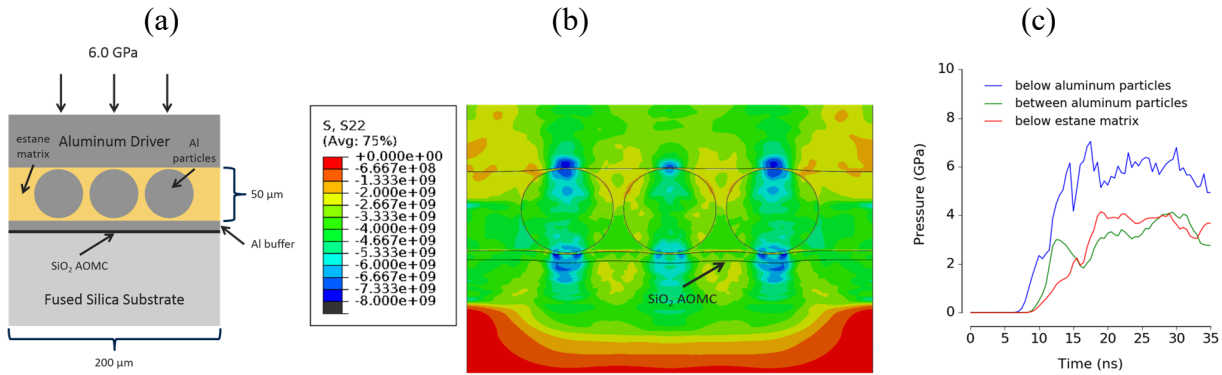 (a)
6.0 GPa
Aluminum Driver
estane
matrix
Al
particles
50 µm
Al buffer
SiO2 AOMC
Fused Silica Substrate
200 µm
(b)
S, S22
(Avg: 75%)
+0.000e+00
-6.667e+08
-1.333e+09
-2.000e+09
-2.667e+09
-3.333e+09
-4.000e+09
-4.667e+09
-5.333e+09
-6.000e+09
-6.667e+09
-7.333e+09
-8.000e+09
SiO2 AOMC
(c)
Pressure (GPa)
10
8
6
4
2
0
below aluminum particles
between aluminum particles
below estane matrix
0 5 10 15 20 25 30 35
Time (ns)